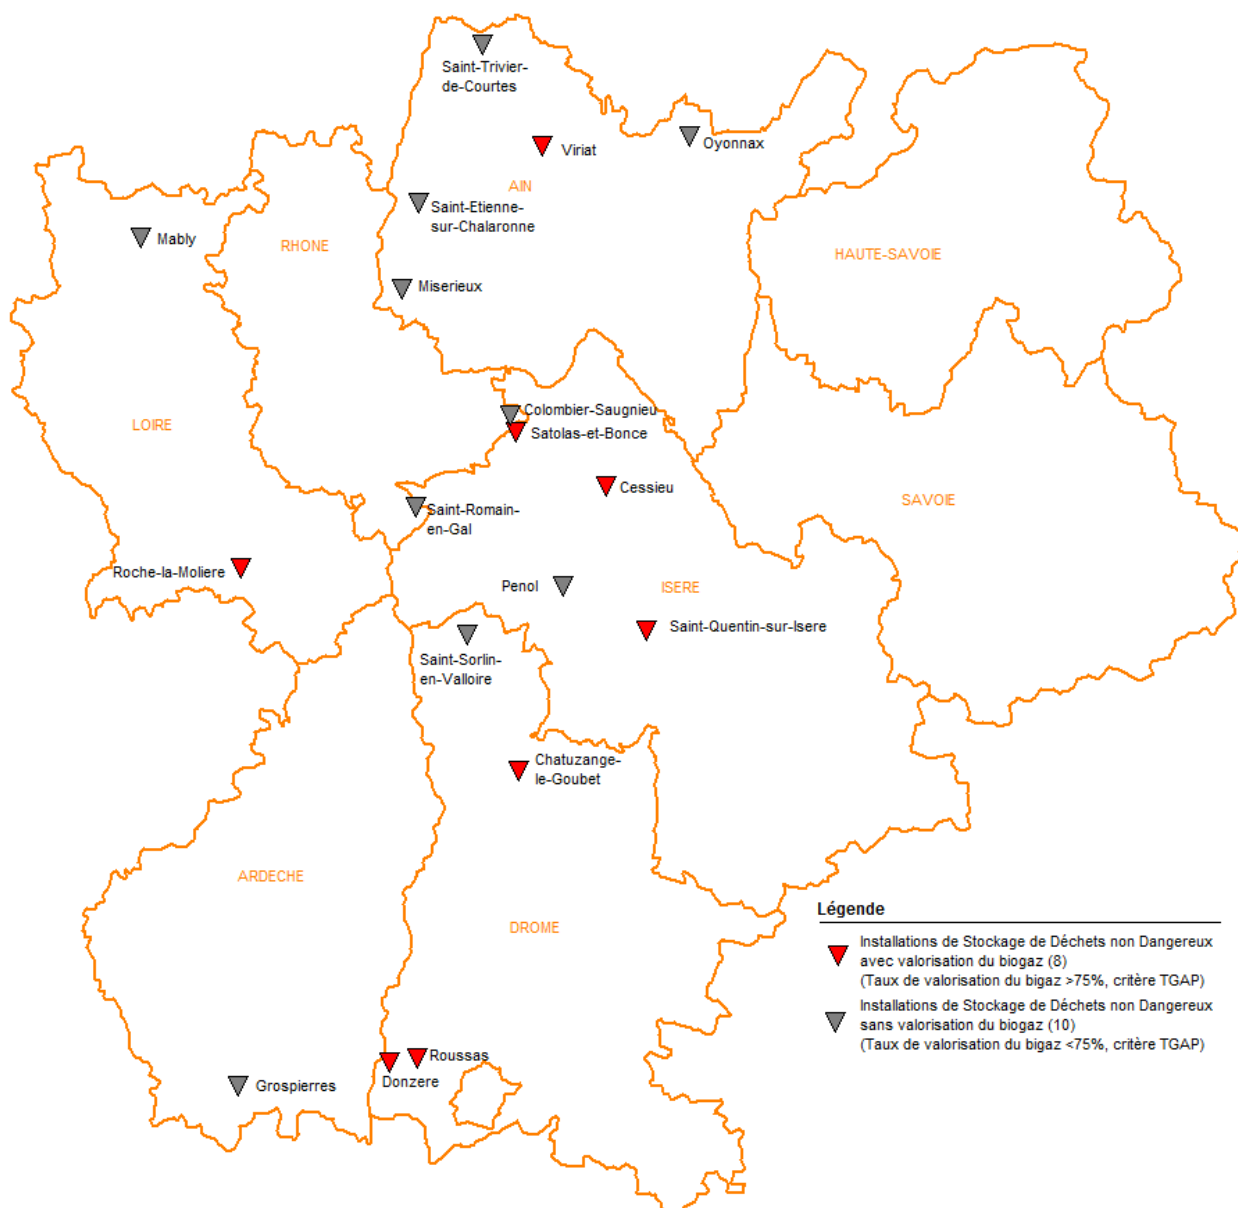 Saint-Trivier-
de-Courtes
Oyonnax
Viriat
AIN
Saint-Etienne-
sur-Chalaronne
Mably
RHONE
HAUTE-SAVOIE
Miserieux
Colombier-Saugnieu
LOIRE
Satolas-et-Bonce
Cessieu
SAVOIE
Saint-Romain-
en-Gal
Roche-la-Moliere
Penol
ISERE
Saint-Quentin-sur-Isere
Saint-Sorlin-
en-Valloire
Chatuzange-
le-Goubet
ARDECHE
DROME
Légende
Installations de Stockage de Déchets non Dangereux
avec valorisation du biogaz (8)
(Taux de valorisation du bigaz >75%, critère TGAP)
Installations de Stockage de Déchets non Dangereux
sans valorisation du biogaz (10)
(Taux de valorisation du bigaz <75%, critère TGAP)
Roussas
Donzere
Grospierres